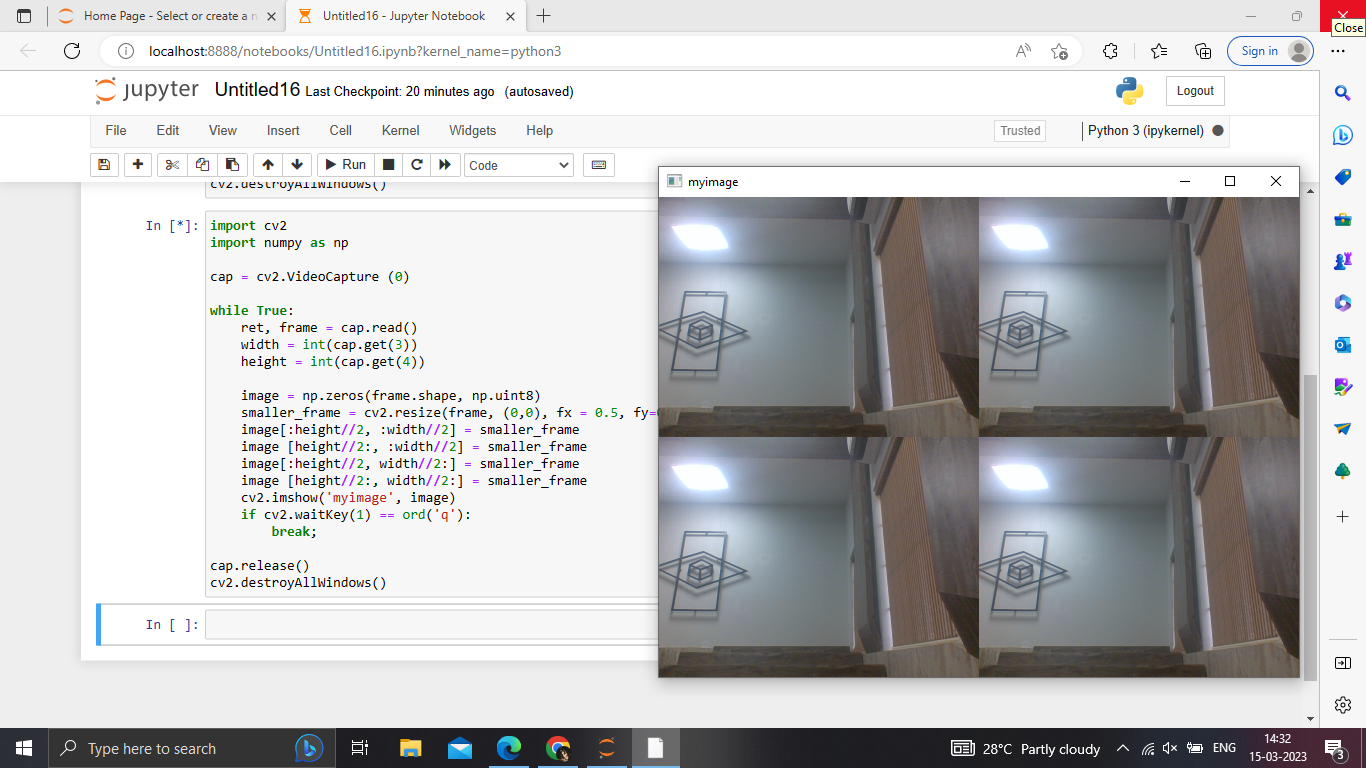 Home Page - Select or create a n
Untitled16 - Jupyter Notebook
Close
localhost:8888/notebooks/Untitled16.ipynb?kernel_name=python3
Sign in
jupyter Untitled16 Last Checkpoint: 20 minutes ago (autosaved)
Logout
File Edit View Insert Cell Kernel Widgets Help
Trusted
Python 3 (ipykernel)
Run
Code
cv2.destroyAllWindows()
myimage
In [*]:
import cv2
import numpy as np
cap = cv2.VideoCapture (0)
while True:
    ret, frame = cap.read()
    width = int(cap.get(3))
    height = int(cap.get(4))
    image = np.zeros(frame.shape, np.uint8)
    smaller_frame = cv2.resize(frame, (0,0), fx = 0.5, fy=
    image[:height//2, :width//2] = smaller_frame
    image [height//2:, :width//2] = smaller_frame
    image[:height//2, width//2:] = smaller_frame
    image [height//2:, width//2:] = smaller_frame
    cv2.imshow('myimage', image)
    if cv2.waitKey(1) == ord('q'):
        break;
cap.release()
cv2.destroyAllWindows()
In [ ]:
Type here to search
28°C Partly cloudy
ENG
14:32
15-03-2023
3